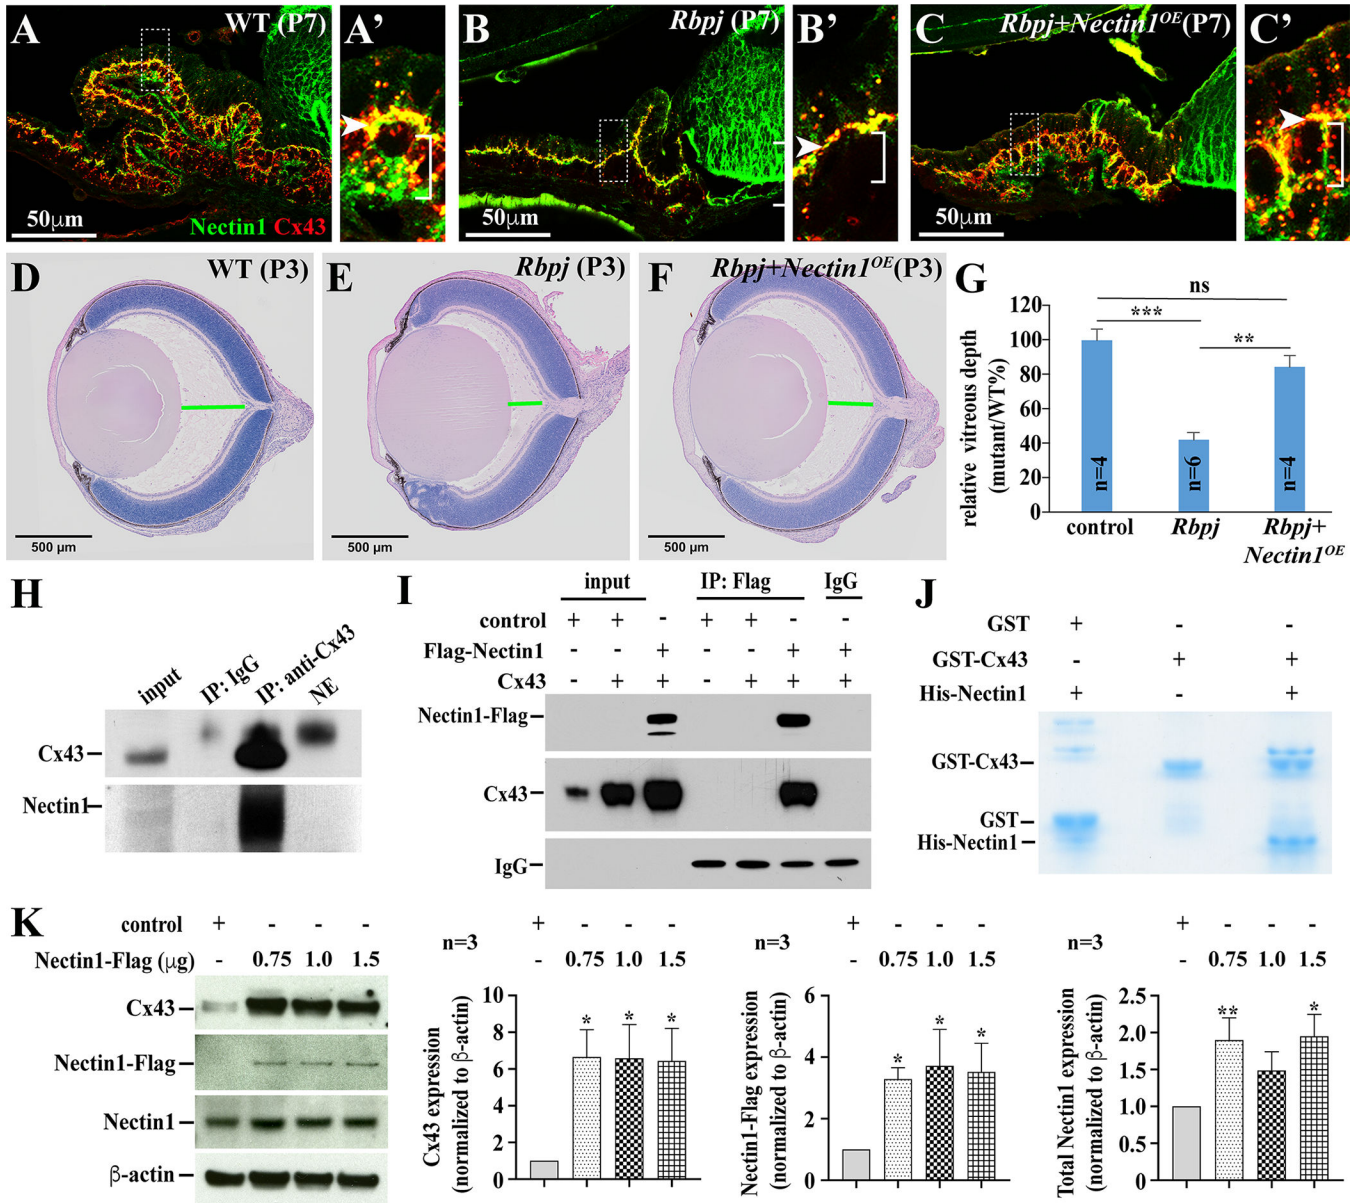 A WT (P7)
A'
B Rbpj (P7)
B'
C Rbpj+Nectin1OE(P7)
C'
50μm
Nectin1 Cx43
50μm
50μm
D WT (P3)
E Rbpj (P3)
F Rbpj+Nectin1OE(P3)
500 μm
500 μm
500 μm
G
relative vitreous depth
(mutant/WT%)
120
100
80
60
40
20
0
ns
***
**
n=4
n=6
n=4
control
Rbpj
Rbpj+
Nectin1OE
H
input
IP: IgG
IP: anti-Cx43
NE
Cx43
Nectin1
I
input IP: Flag IgG
control + + - + + - -
Flag-Nectin1 - - + - - + +
Cx43 - + + - + + +
Nectin1-Flag
Cx43
IgG
J
GST + - -
GST-Cx43 - + +
His-Nectin1 + - +
GST-Cx43
GST
His-Nectin1
K
control + - - -
Nectin1-Flag (μg) - 0.75 1.0 1.5
Cx43
Nectin1-Flag
Nectin1
β-actin
+ - - -
n=3
- 0.75 1.0 1.5
Cx43 expression
(normalized to β-actin)
10
8
6
4
2
0
* * *
+ - - -
n=3
- 0.75 1.0 1.5
Nectin1-Flag expression
(normalized to β-actin)
6
4
2
0
* * *
+ - - -
n=3
- 0.75 1.0 1.5
Total Nectin1 expression
(normalized to β-actin)
2.5
2.0
1.5
1.0
0.5
0
** *